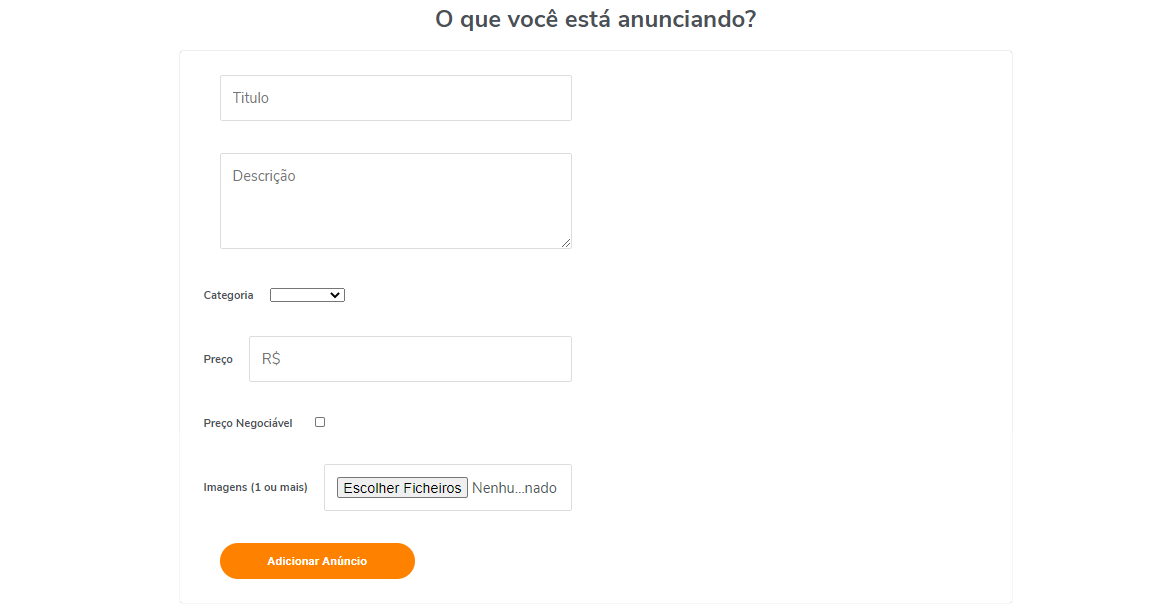 O que você está anunciando?
Titulo
Descrição
Categoria
Preço R$
Preço Negociável
Imagens (1 ou mais) Escolher Ficheiros Nenhu...nado
Adicionar Anúncio